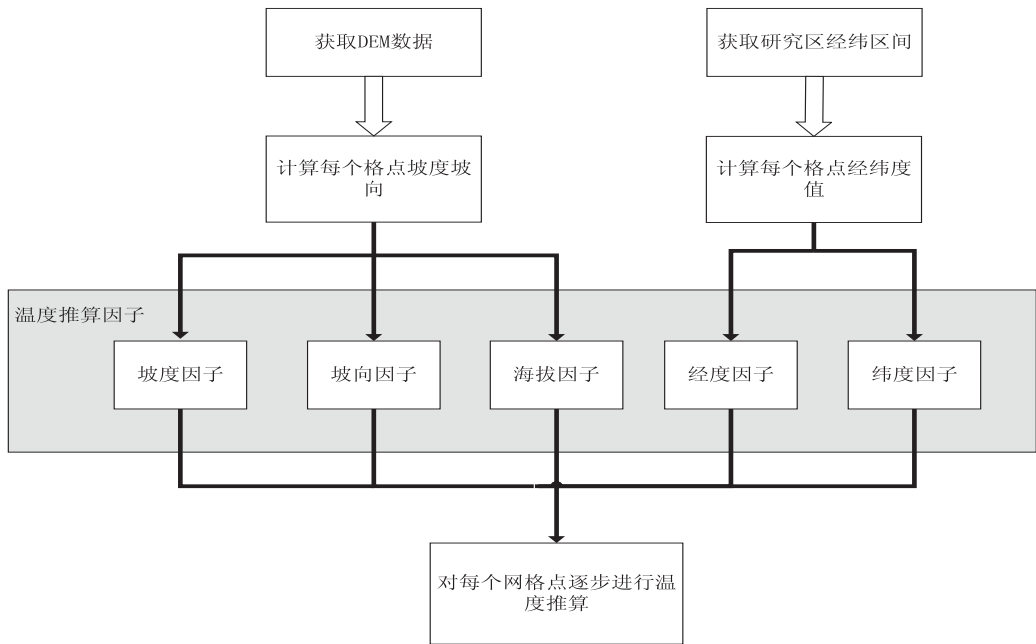 获取DEM数据
获取研究区经纬区间
计算每个格点坡度坡
向
计算每个格点经纬度
值
温度推算因子
坡度因子
坡向因子
海拔因子
经度因子
纬度因子
对每个网格点逐步进行温
度推算